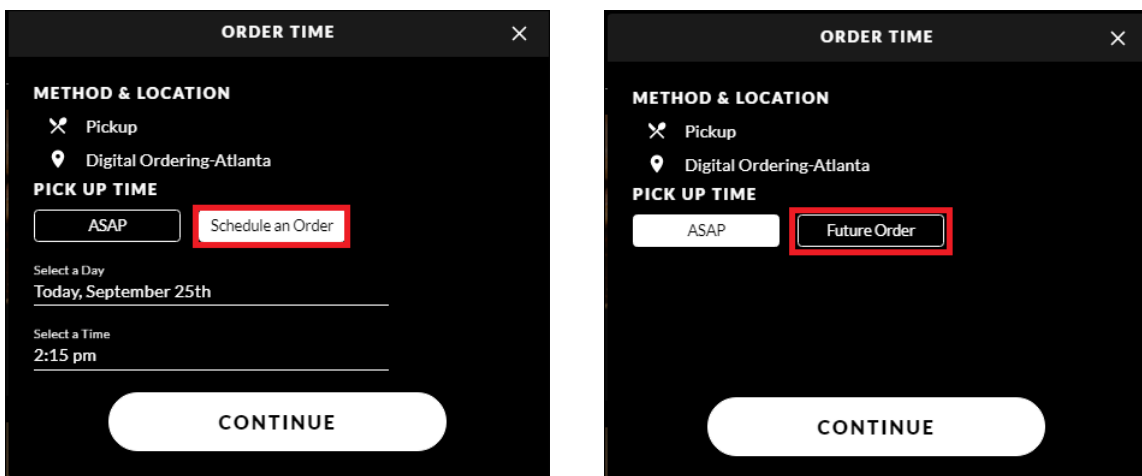 ORDER TIME
METHOD & LOCATION
Pickup
Digital Ordering-Atlanta
PICK UP TIME
ASAP Schedule an Order
Select a Day
Today, September 25th
Select a Time
2:15 pm
CONTINUE
ORDER TIME
METHOD & LOCATION
Pickup
Digital Ordering-Atlanta
PICK UP TIME
ASAP Future Order
CONTINUE